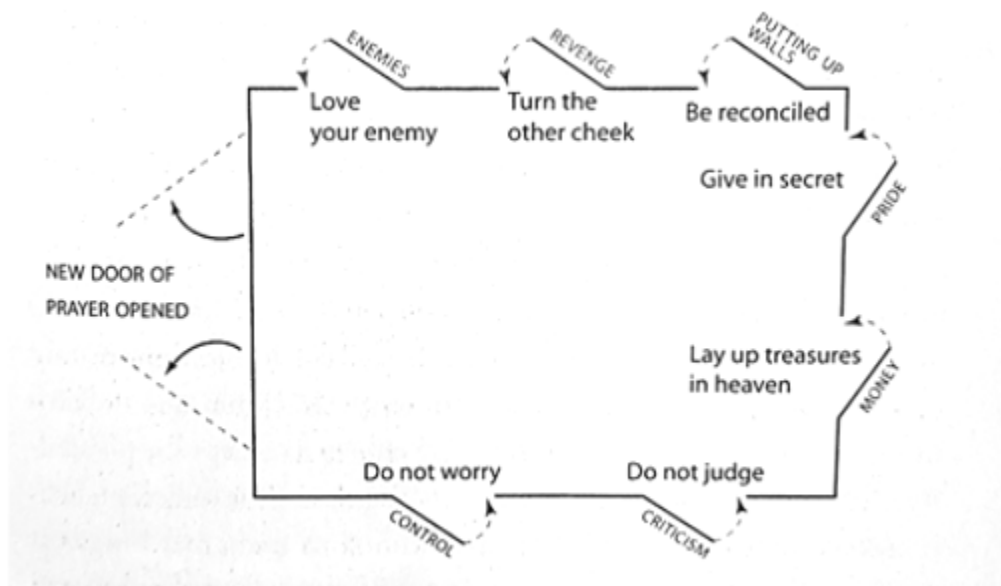 ENEMIES
REVENGE
PUTTING UP
WALLS
Love
your enemy
Turn the
other cheek
Be reconciled
Give in secret
PRIDE
NEW DOOR OF
PRAYER OPENED
Lay up treasures
in heaven
MONEY
Do not worry
Do not judge
CONTROL
CRITICISM